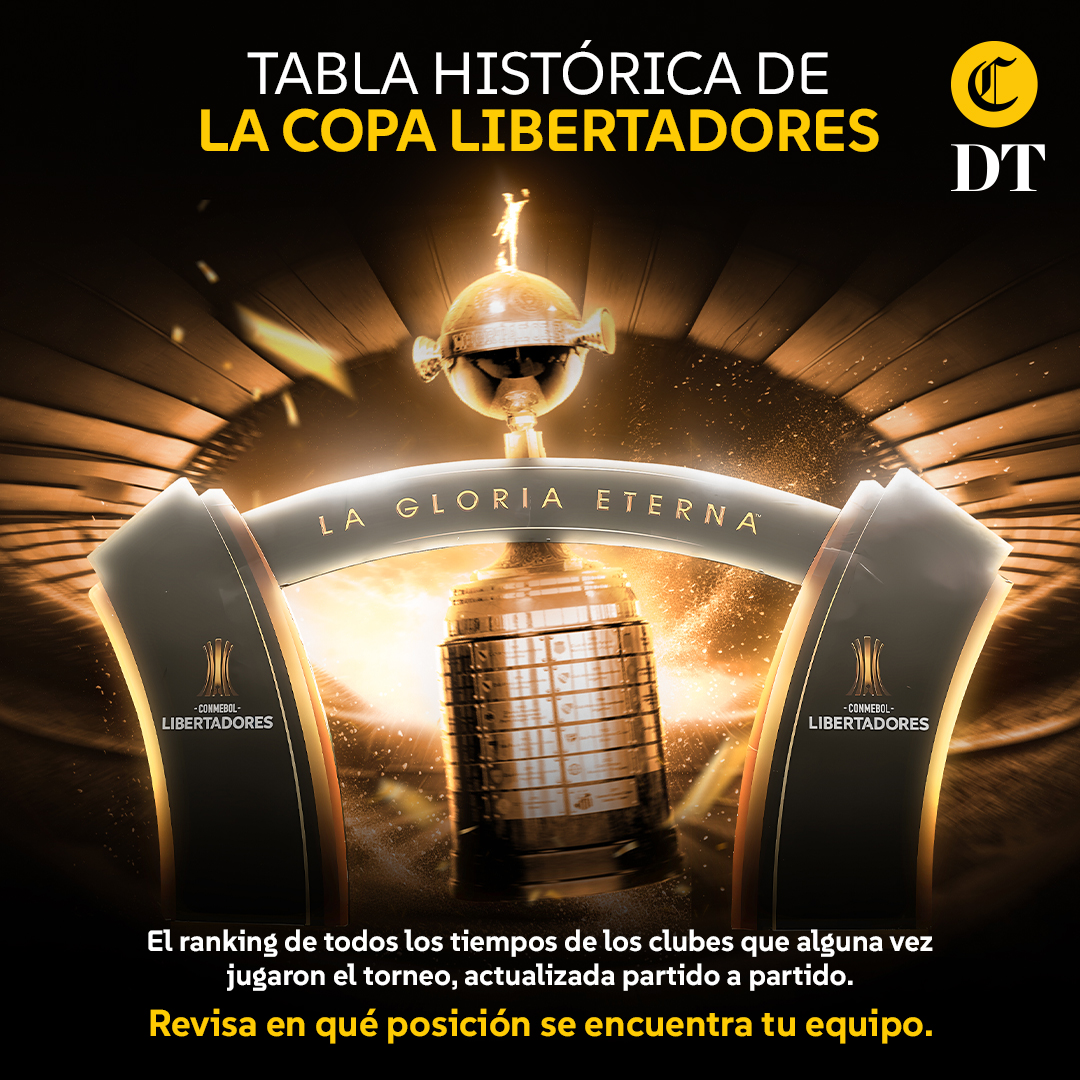 TABLA HISTÓRICA DE
LA COPA LIBERTADORES
C
DT
LA GLORIA ETERNA™
-CONMEBOL-
LIBERTADORES
-CONMEBOL-
LIBERTADORES
El ranking de todos los tiempos de los clubes que alguna vez
jugaron el torneo, actualizada partido a partido.
Revisa en qué posición se encuentra tu equipo.